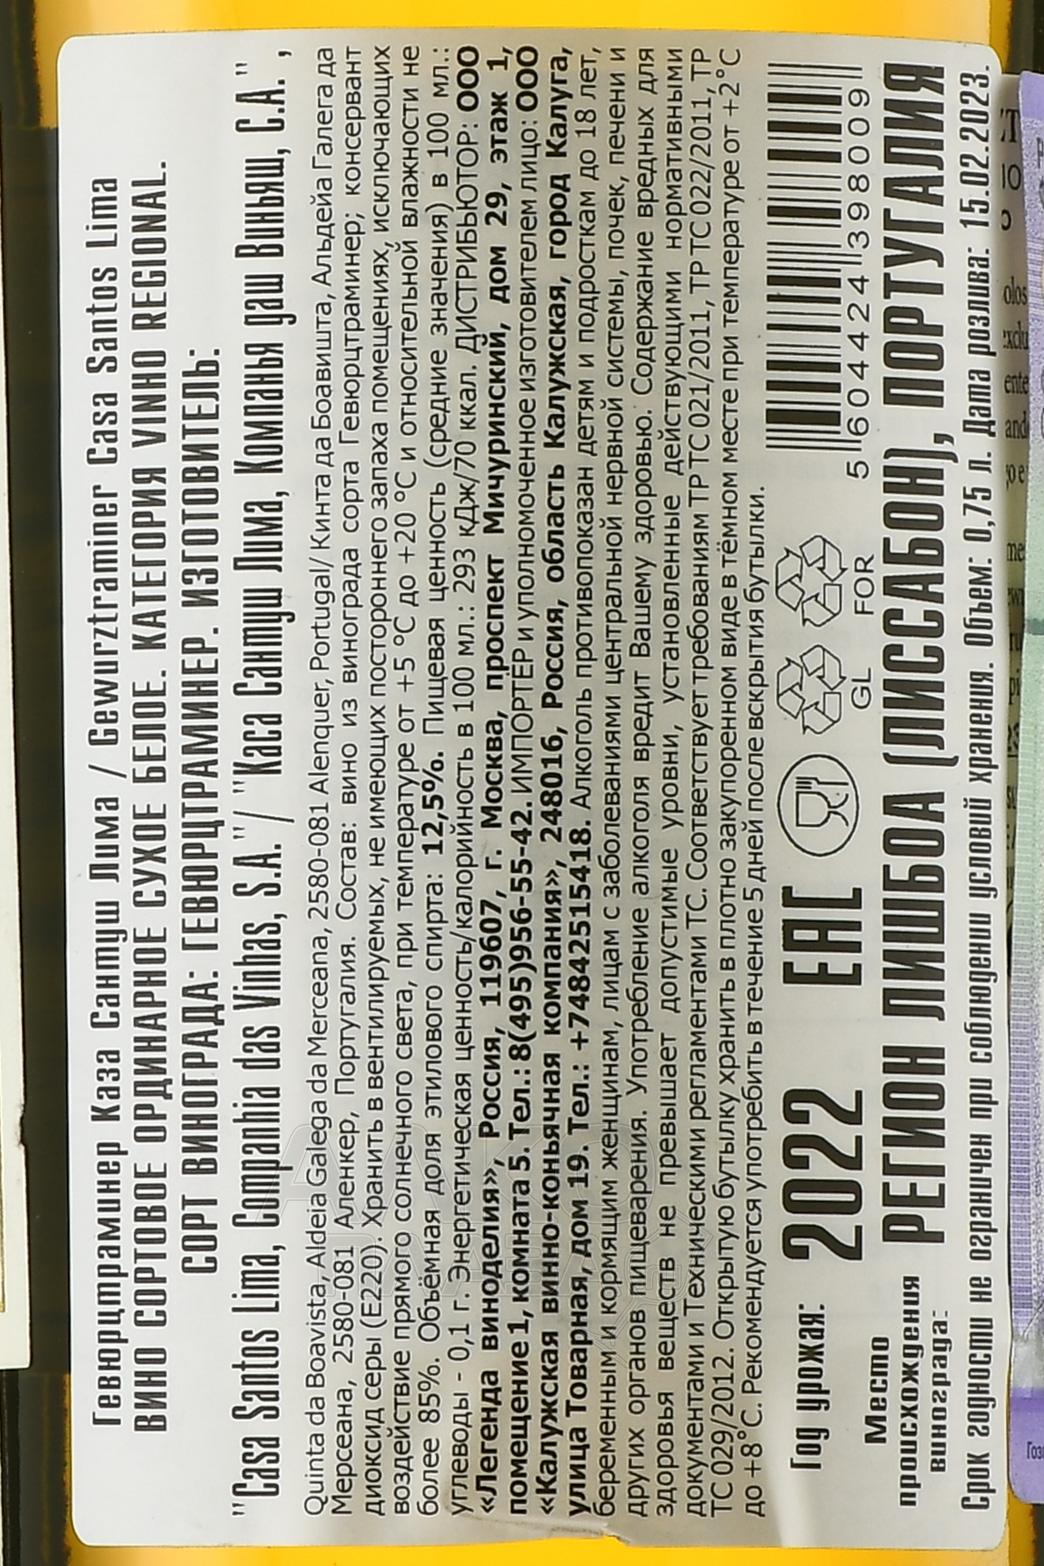 Гевюрцтраминер Каза Сантуш Лима / Gewurztraminer Casa Santos Lima
ВИНО СОРТОВОЕ ОРДИНАРНОЕ СУХОЕ БЕЛОЕ. КАТЕГОРИЯ VINHO REGIONAL.
СОРТ ВИНОГРАДА: ГЕВЮРЦТРАМИНЕР. ИЗГОТОВИТЕЛЬ:
"Casa Santos Lima, Companhia das Vinhas, S.A."/ "Каса Сантуш Лима, Компанья даш Виньяш, С.А." ,
Quinta da Boavista, Aldeia Galega da Merceana, 2580-081 Alenquer, Portugal/ Кинта да Боавишта, Альдейа Галега да
Мерсеана, 2580-081 Аленкер, Португалия. Состав: вино из винограда сорта Гевюрцтраминер; консервант
диоксид серы (Е220). Хранить в вентилируемых, не имеющих постороннего запаха помещениях, исключающих
воздействие прямого солнечного света, при температуре от +5 °С до +20 °С и относительной влажности не
более 85%. Объёмная доля этилового спирта: 12,5%. Пищевая ценность (средние значения) в 100 мл.:
углеводы - 0,1 г. Энергетическая ценность/калорийность в 100 мл.: 293 кДж/70 ккал. ДИСТРИБЬЮТОР: ООО
«Легенда виноделия», Россия, 119607, г. Москва, проспект Мичуринский, дом 29, этаж 1,
помещение 1, комната 5. Тел.: 8(495)956-55-42. ИМПОРТЁР и уполномоченное изготовителем лицо: ООО
«Калужская винно-коньячная компания», 248016, Россия, область Калужская, город Калуга,
улица Товарная, дом 19. Тел.: +74842515418. Алкоголь противопоказан детям и подросткам до 18 лет,
беременным и кормящим женщинам, лицам с заболеваниями центральной нервной системы, почек, печени и
других органов пищеварения. Употребление алкоголя вредит Вашему здоровью. Содержание вредных для
здоровья веществ не превышает допустимые уровни, установленные действующими нормативными
документами и Техническими регламентами ТС. Соответствует требованиям ТР ТС 021/2011, ТР ТС 022/2011, ТР
ТС 029/2012. Открытую бутылку хранить в плотно закупоренном виде в тёмном месте при температуре от +2°С
до +8°С. Рекомендуется употребить в течение 5 дней после вскрытия бутылки.
Год урожая: 2022 EAC
GL FOR
5 604424 398009
Место
происхождения
винограда:
РЕГИОН ЛИШБОА (ЛИССАБОН), ПОРТУГАЛИЯ
Срок годности не ограничен при соблюдении условий хранения. Объем: 0,75 л. Дата розлива: 15.02.2023.